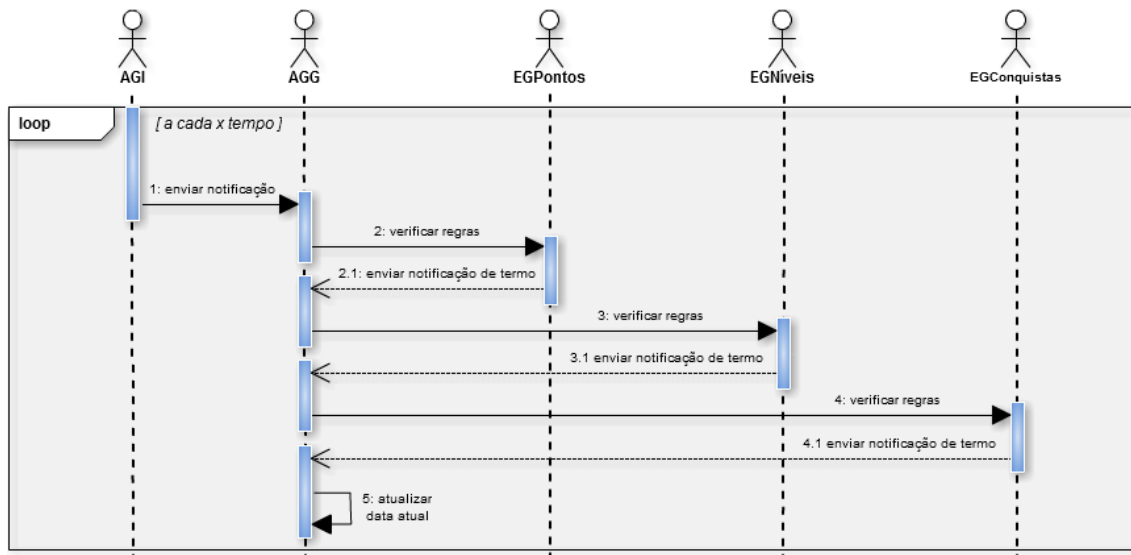 AGI
AGG
EGPontos
EGNíveis
EGConquistas
loop
[ a cada x tempo ]
1: enviar notificação
2: verificar regras
2.1: enviar notificação de termo
3: verificar regras
3.1 enviar notificação de termo
4: verificar regras
4.1 enviar notificação de termo
5: atualizar
data atual